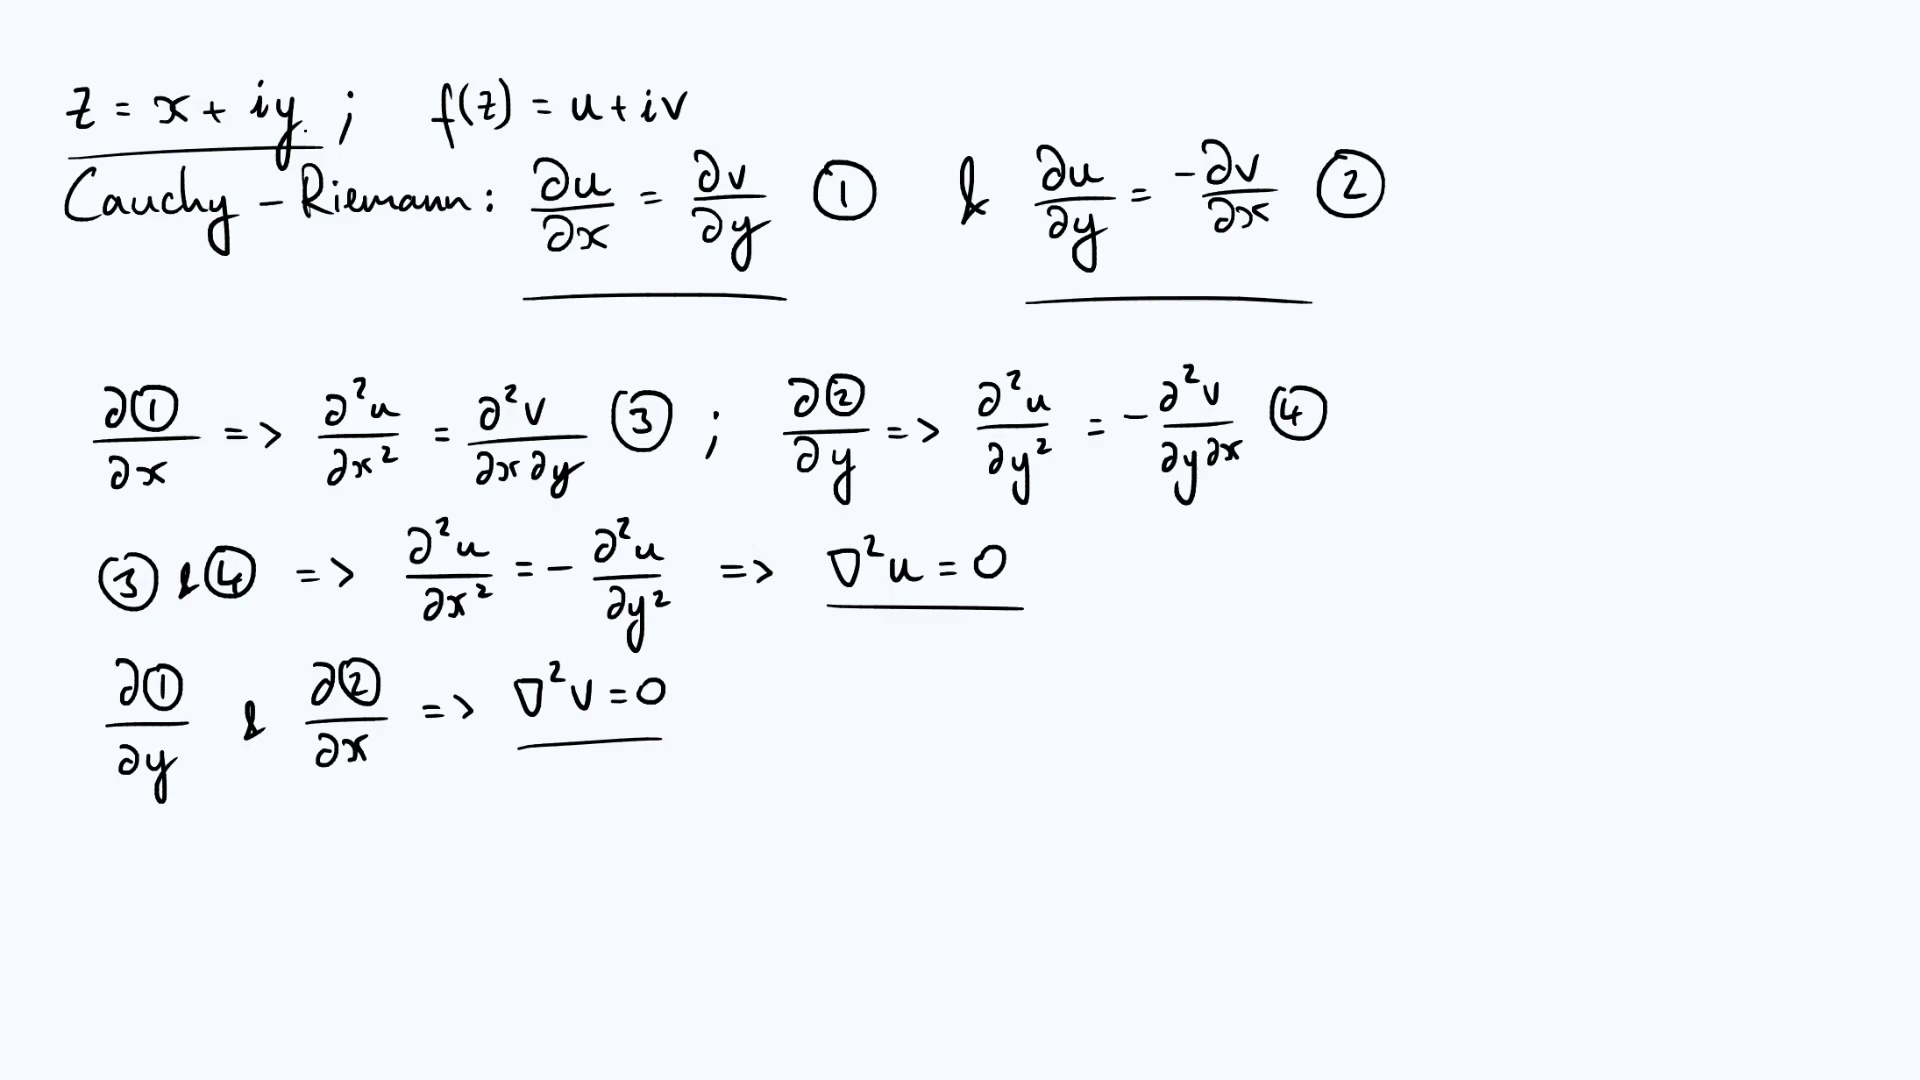 z = x + iy ; f(z) = u + iv
Cauchy - Riemann: ∂u/∂x = ∂v/∂y ① & ∂u/∂y = -∂v/∂x ②
∂①/∂x => ∂²u/∂x² = ∂²v/∂x∂y ③ ; ∂②/∂y => ∂²u/∂y² = -∂²v/∂y∂x ④
③ & ④ => ∂²u/∂x² = - ∂²u/∂y² => ∇²u = 0
∂①/∂y & ∂②/∂x => ∇²v = 0